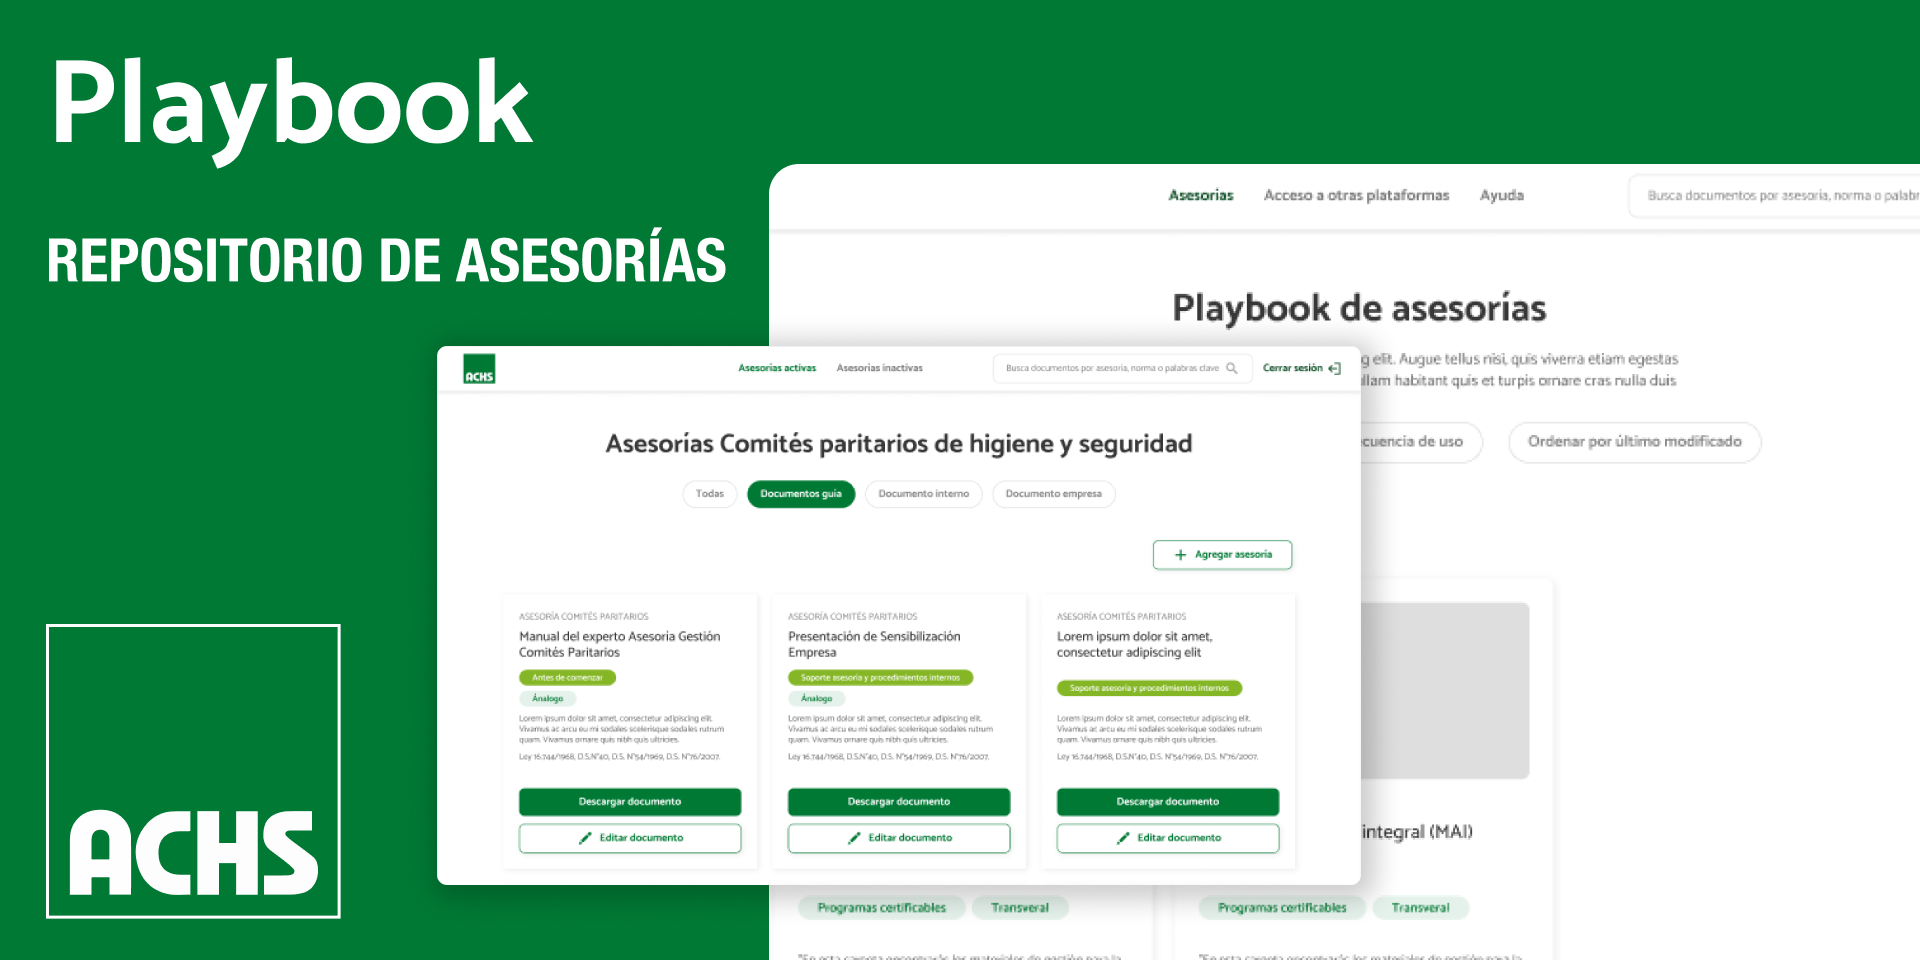 Playbook
REPOSITORIO DE ASESORÍAS
ACHS
Asesorías
Acceso a otras plataformas
Ayuda
Busca documentos por asesoría, norma o
Playbook de asesorías
elit. Augue tellus nisi, quis viverra etiam egestas
habitant quis et turpis ornare cras nulla duis
de uso
Ordenar por último modificado
integral (MAI)
Programas certificables
Transveral
Programas certificables
Transveral
ACHS
Asesorías activas
Asesorías inactivas
Busca documentos por asesoría, norma o palabras clave
Cerrar sesión
Asesorías Comités paritarios de higiene y seguridad
Todas
Documentos guía
Documento interno
Documento empresa
+ Agregar asesoría
ASESORÍA COMITÉS PARITARIOS
Manual del experto Asesoria Gestión
Comités Paritarios
Antes de comenzar
Ánalogo
Lorem ipsum dolor sit amet, consectetur adipiscing elit.
Vivamus ac arcu eu mi sodales scelerisque sodales rutrum
quam. Vivamus ornare quis nibh quis ultricies.
Ley 16.744/1968, D.S.N°40, D.S. N°54/1969, D.S. N°76/2007.
Descargar documento
Editar documento
ASESORÍA COMITÉS PARITARIOS
Presentación de Sensibilización
Empresa
Soporte asesoría y procedimientos internos
Ánalogo
Lorem ipsum dolor sit amet, consectetur adipiscing elit.
Vivamus ac arcu eu mi sodales scelerisque sodales rutrum
quam. Vivamus ornare quis nibh quis ultricies.
Ley 16.744/1968, D.S.N°40, D.S. N°54/1969, D.S. N°76/2007.
Descargar documento
Editar documento
ASESORÍA COMITÉS PARITARIOS
Lorem ipsum dolor sit amet,
consectetur adipiscing elit
Soporte asesoría y procedimientos internos
Lorem ipsum dolor sit amet, consectetur adipiscing elit.
Vivamus ac arcu eu mi sodales scelerisque sodales rutrum
quam. Vivamus ornare quis nibh quis ultricies.
Ley 16.744/1968, D.S.N°40, D.S. N°54/1969, D.S. N°76/2007.
Descargar documento
Editar documento